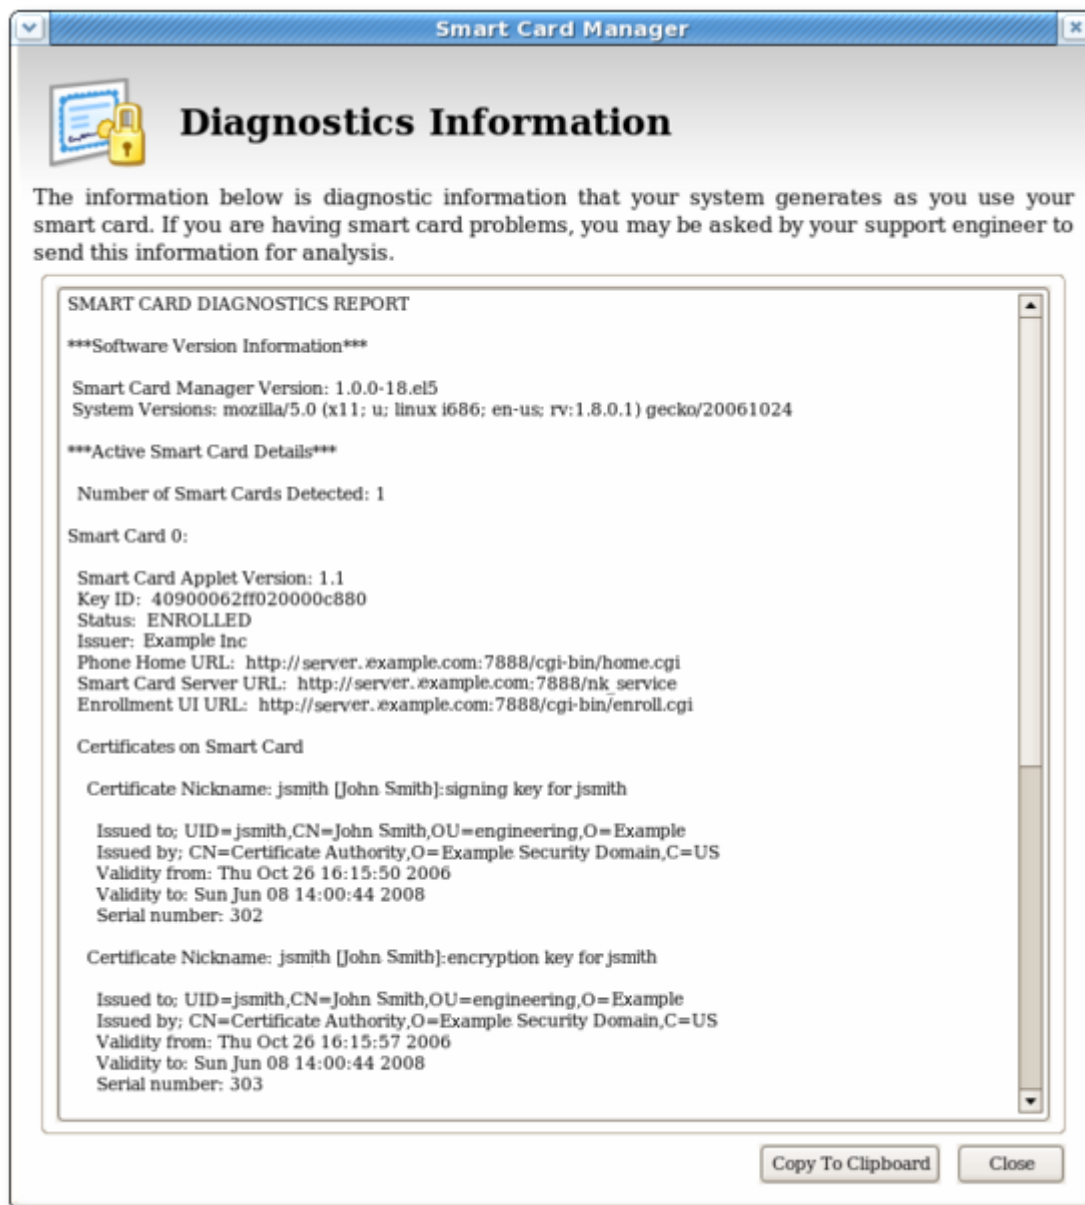 Smart Card Manager
Diagnostics Information
The information below is diagnostic information that your system generates as you use your
smart card. If you are having smart card problems, you may be asked by your support engineer to
send this information for analysis.
SMART CARD DIAGNOSTICS REPORT
***Software Version Information***
Smart Card Manager Version: 1.0.0-18.el5
System Versions: mozilla/5.0 (x11; u; linux i686; en-us; rv:1.8.0.1) gecko/20061024
***Active Smart Card Details***
Number of Smart Cards Detected: 1
Smart Card 0:
Smart Card Applet Version: 1.1
Key ID: 40900062ff020000c880
Status: ENROLLED
Issuer: Example Inc
Phone Home URL: http://server.example.com:7888/cgi-bin/home.cgi
Smart Card Server URL: http://server.example.com:7888/nk_service
Enrollment UI URL: http://server.example.com:7888/cgi-bin/enroll.cgi
Certificates on Smart Card
Certificate Nickname: jsmith [John Smith]:signing key for jsmith
Issued to; UID=jsmith,CN=John Smith,OU=engineering,O=Example
Issued by; CN=Certificate Authority,O=Example Security Domain,C=US
Validity from: Thu Oct 26 16:15:50 2006
Validity to: Sun Jun 08 14:00:44 2008
Serial number: 302
Certificate Nickname: jsmith [John Smith]:encryption key for jsmith
Issued to; UID=jsmith,CN=John Smith,OU=engineering,O=Example
Issued by; CN=Certificate Authority,O=Example Security Domain,C=US
Validity from: Thu Oct 26 16:15:57 2006
Validity to: Sun Jun 08 14:00:44 2008
Serial number: 303
Copy To Clipboard
Close